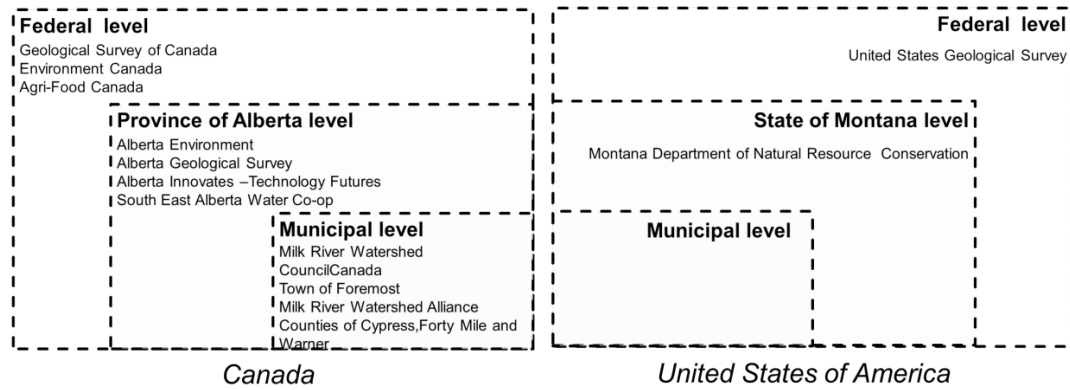 Federal level
Geological Survey of Canada
Environment Canada
Agri-Food Canada
Province of Alberta level
Alberta Environment
Alberta Geological Survey
Alberta Innovates –Technology Futures
South East Alberta Water Co-op
Municipal level
Milk River Watershed
CouncilCanada
Town of Foremost
Milk River Watershed Alliance
Counties of Cypress,Forty Mile and
Warner
Canada
Federal level
United States Geological Survey
State of Montana level
Montana Department of Natural Resource Conservation
Municipal level
United States of America